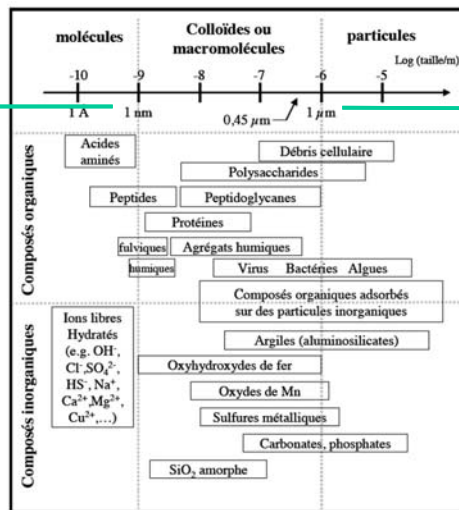 molécules
Colloïdes ou
macromolécules
particules
Log (taille/m)
-10 -9 -8 -7 -6 -5
1 A 1 nm 0,45 µm 1 µm
Composés organiques
Acides
aminés
Débris cellulaire
Polysaccharides
Peptides
Peptidoglycanes
Protéines
fulviques
Agrégats humiques
humiques
Virus Bactéries Algues
Composés organiques adsorbés
sur des particules inorganiques
Composés inorganiques
Ions libres
Hydratés
(e.g. OH⁻,
Cl⁻,SO₄²⁻,
HS⁻, Na⁺,
Ca²⁺,Mg²⁺,
Cu²⁺,…)
Argiles (aluminosilicates)
Oxyhydroxydes de fer
Oxydes de Mn
Sulfures métalliques
Carbonates, phosphates
SiO₂ amorphe